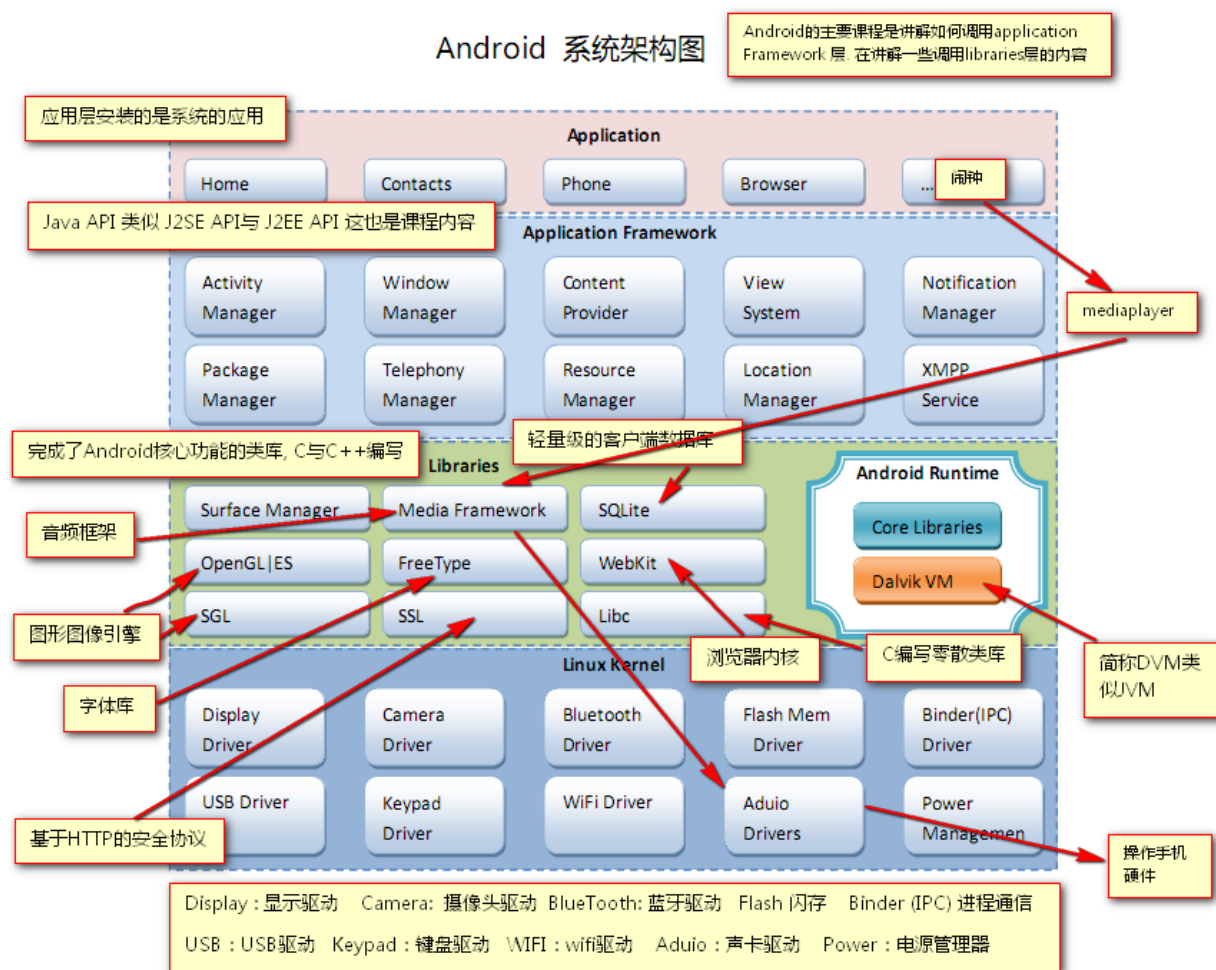 Android 系统架构图
Android的主要课程是讲解如何调用application
Framework 层. 在讲解一些调用libraries层的内容
应用层安装的是系统的应用
Application
Home
Contacts
Phone
Browser
...
闹钟
Java API 类似 J2SE API与 J2EE API 这也是课程内容
Application Framework
Activity
Manager
Window
Manager
Content
Provider
View
System
Notification
Manager
mediaplayer
Package
Manager
Telephony
Manager
Resource
Manager
Location
Manager
XMPP
Service
完成了Android核心功能的类库, C与C++编写
轻量级的客户端数据库
Libraries
Android Runtime
Surface Manager
Media Framework
SQLite
Core Libraries
音频框架
OpenGL|ES
FreeType
WebKit
Dalvik VM
SGL
SSL
Libc
图形图像引擎
浏览器内核
C编写零散类库
简称DVM类
似JVM
Linux Kernel
字体库
Display
Driver
Camera
Driver
Bluetooth
Driver
Flash Mem
Driver
Binder(IPC)
Driver
USB Driver
Keypad
Driver
WiFi Driver
Aduio
Drivers
Power
Managemen
基于HTTP的安全协议
操作手机
硬件
Display : 显示驱动 Camera: 摄像头驱动 BlueTooth: 蓝牙驱动 Flash 闪存 Binder (IPC) 进程通信
USB : USB驱动 Keypad : 键盘驱动 WIFI : wifi驱动 Aduio : 声卡驱动 Power : 电源管理器